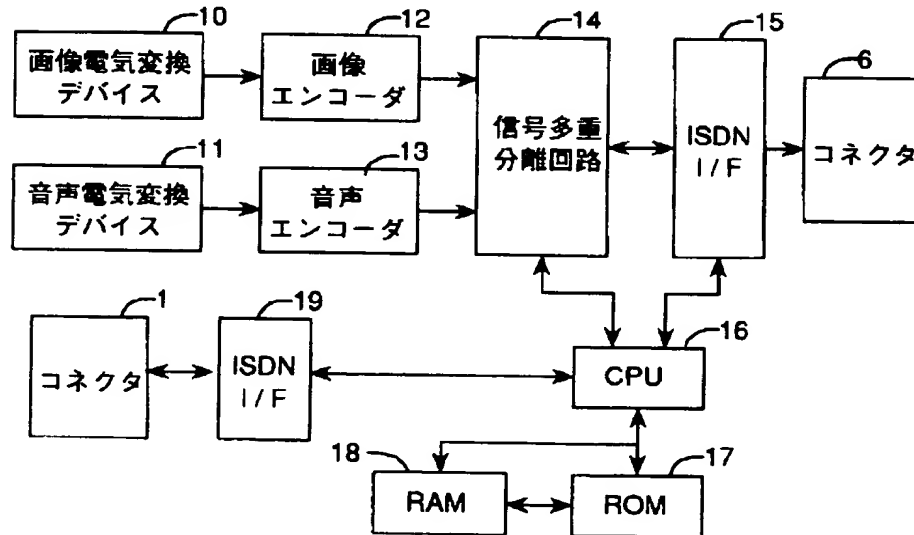 10
画像電気変換
デバイス
12
画像
エンコーダ
14
信号多重
分離回路
15
ISDN
I/F
6
コネクタ
11
音声電気変換
デバイス
13
音声
エンコーダ
1
コネクタ
19
ISDN
I/F
16
CPU
18
RAM
17
ROM